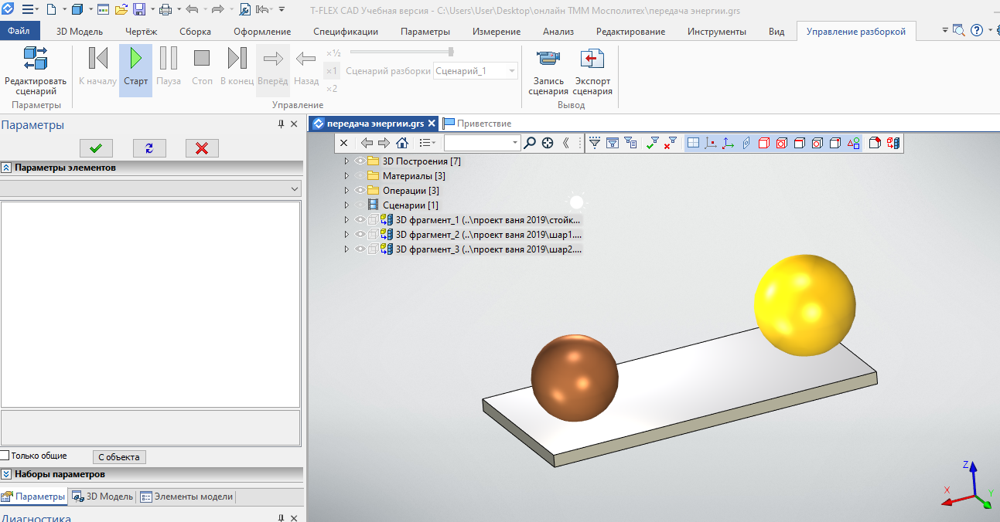 T-FLEX CAD Учебная версия - C:\Users\User\Desktop\онлайн ТММ Мосполитех\передача энергии.grs
Файл 3D Модель Чертёж Сборка Оформление Спецификации Параметры Измерение Анализ Редактирование Инструменты Вид Управление разборкой
Редактировать сценарий
Параметры
К началу Старт Пауза Стоп В конец Вперёд Назад
×½
×1
×2
Сценарий разборки Сценарий_1
Управление
Запись сценария
Экспорт сценария
Вывод
Параметры
Параметры элементов
Только общие
С объекта
Наборы параметров
Параметры 3D Модель Элементы модели
Диагностика
передача энергии.grs Приветствие
3D Построения [7]
Материалы [3]
Операции [3]
Сценарии [1]
3D фрагмент_1 (..\проект ваня 2019\стойк...
3D фрагмент_2 (..\проект ваня 2019\шар1....
3D фрагмент_3 (..\проект ваня 2019\шар2....
Z
X
Y